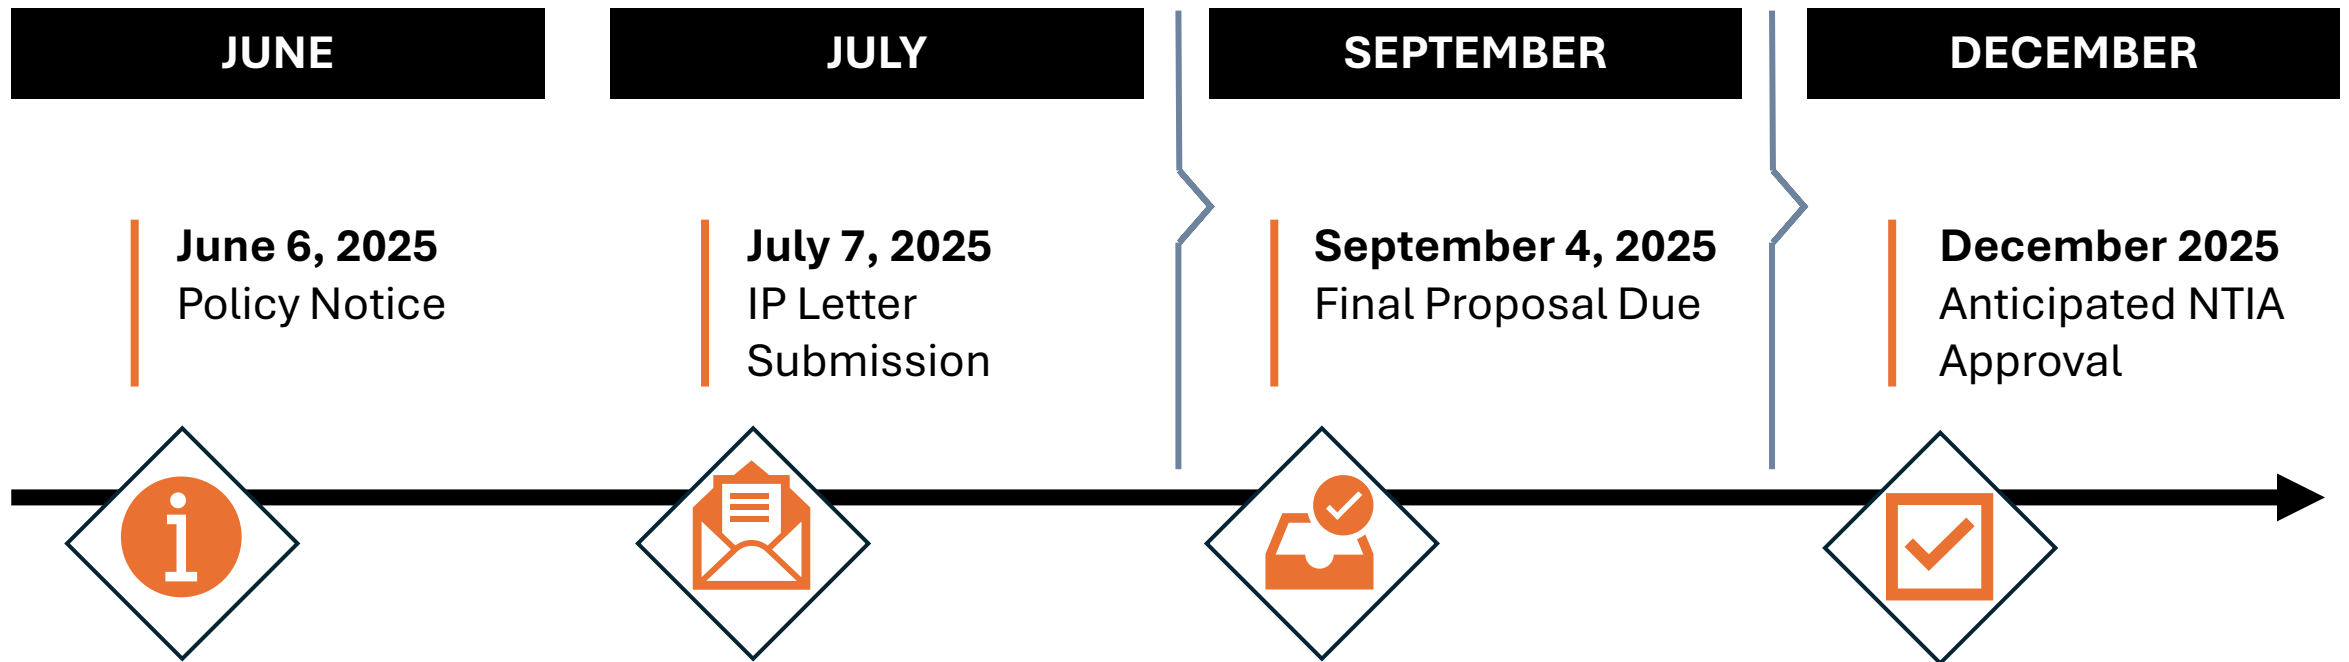 JUNE
JULY
SEPTEMBER
DECEMBER
June 6, 2025
Policy Notice
July 7, 2025
IP Letter
Submission
September 4, 2025
Final Proposal Due
December 2025
Anticipated NTIA
Approval